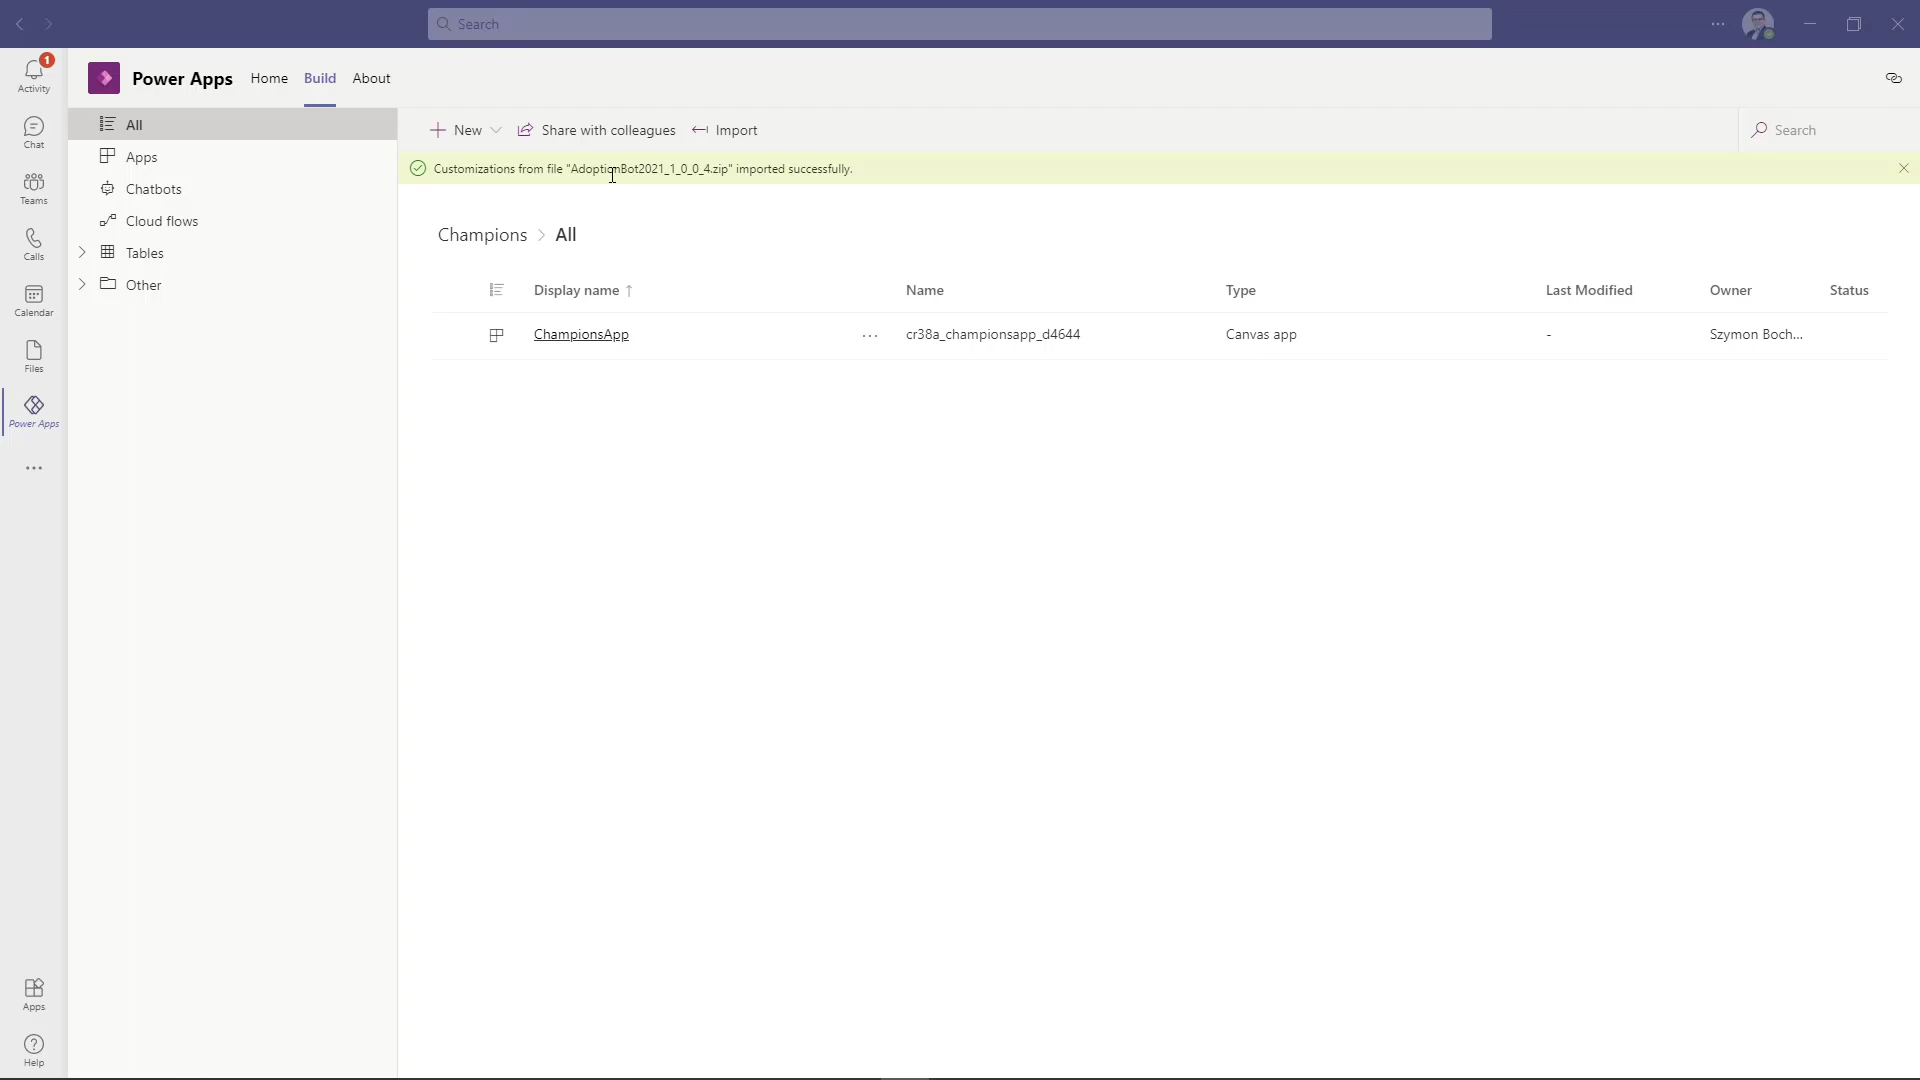 Search
1
Activity
Chat
Teams
Calls
Calendar
Files
Power Apps
Apps
Help
Power Apps
Home
Build
About
All
Apps
Chatbots
Cloud flows
Tables
Other
New
Share with colleagues
Import
Search
Customizations from file "AdoptionBot2021_1_0_0_4.zip" imported successfully.
Champions > All
Display name ↑
Name
Type
Last Modified
Owner
Status
ChampionsApp
...
cr38a_championsapp_d4644
Canvas app
-
Szymon Boch...